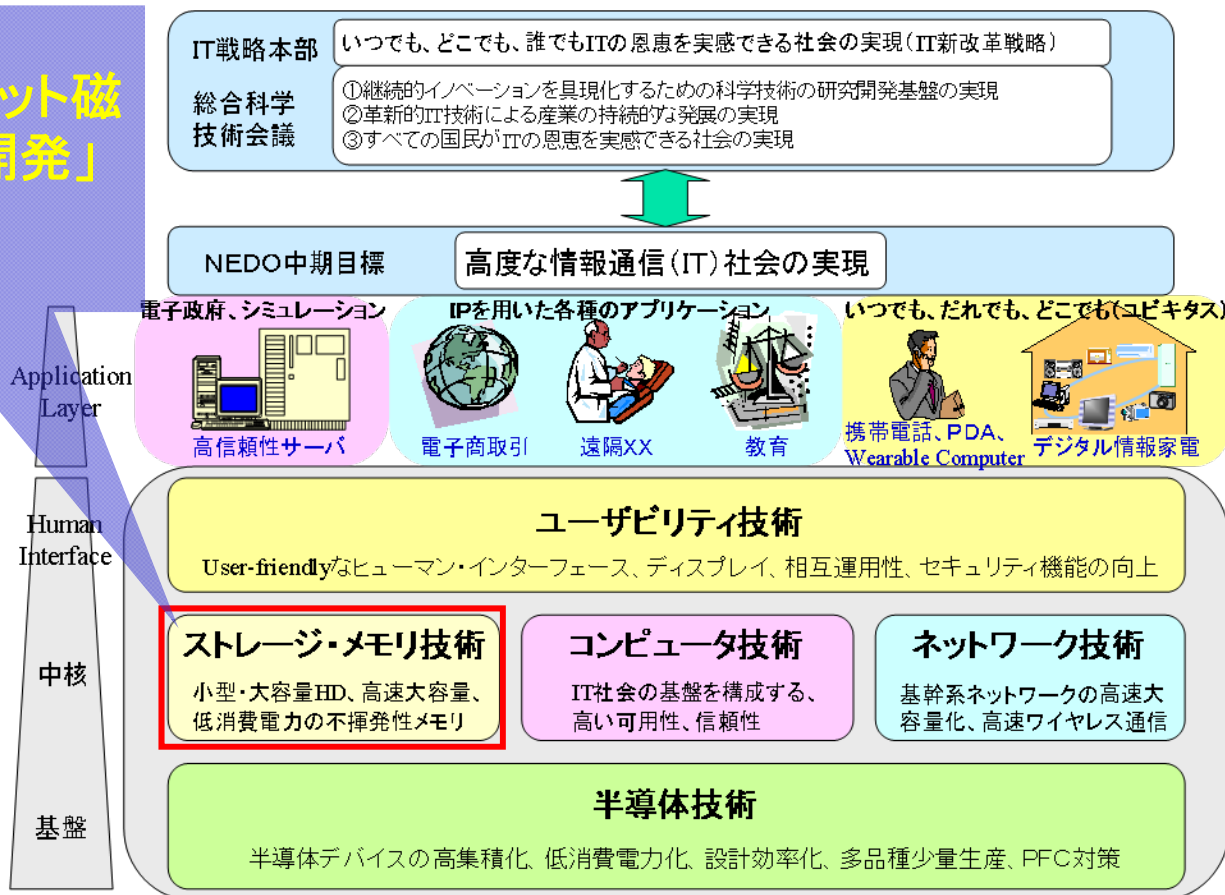 ット磁
開発」
IT戦略本部
いつでも、どこでも、誰でもITの恩恵を実感できる社会の実現(IT新改革戦略)
総合科学
技術会議
①継続的イノベーションを具現化するための科学技術の研究開発基盤の実現
②革新的IT技術による産業の持続的な発展の実現
③すべての国民がITの恩恵を実感できる社会の実現
NEDO中期目標
高度な情報通信(IT)社会の実現
電子政府、シミュレーション
IPを用いた各種のアプリケーション
いつでも、だれでも、どこでも(ユビキタス)
Application
Layer
高信頼性サーバ
電子商取引
遠隔XX
教育
携帯電話、PDA、
Wearable Computer
デジタル情報家電
Human
Interface
ユーザビリティ技術
User-friendlyなヒューマン・インターフェース、ディスプレイ、相互運用性、セキュリティ機能の向上
中核
ストレージ・メモリ技術
小型・大容量HD、高速大容量、
低消費電力の不揮発性メモリ
コンピュータ技術
IT社会の基盤を構成する、
高い可用性、信頼性
ネットワーク技術
基幹系ネットワークの高速大
容量化、高速ワイヤレス通信
基盤
半導体技術
半導体デバイスの高集積化、低消費電力化、設計効率化、多品種少量生産、PFC対策